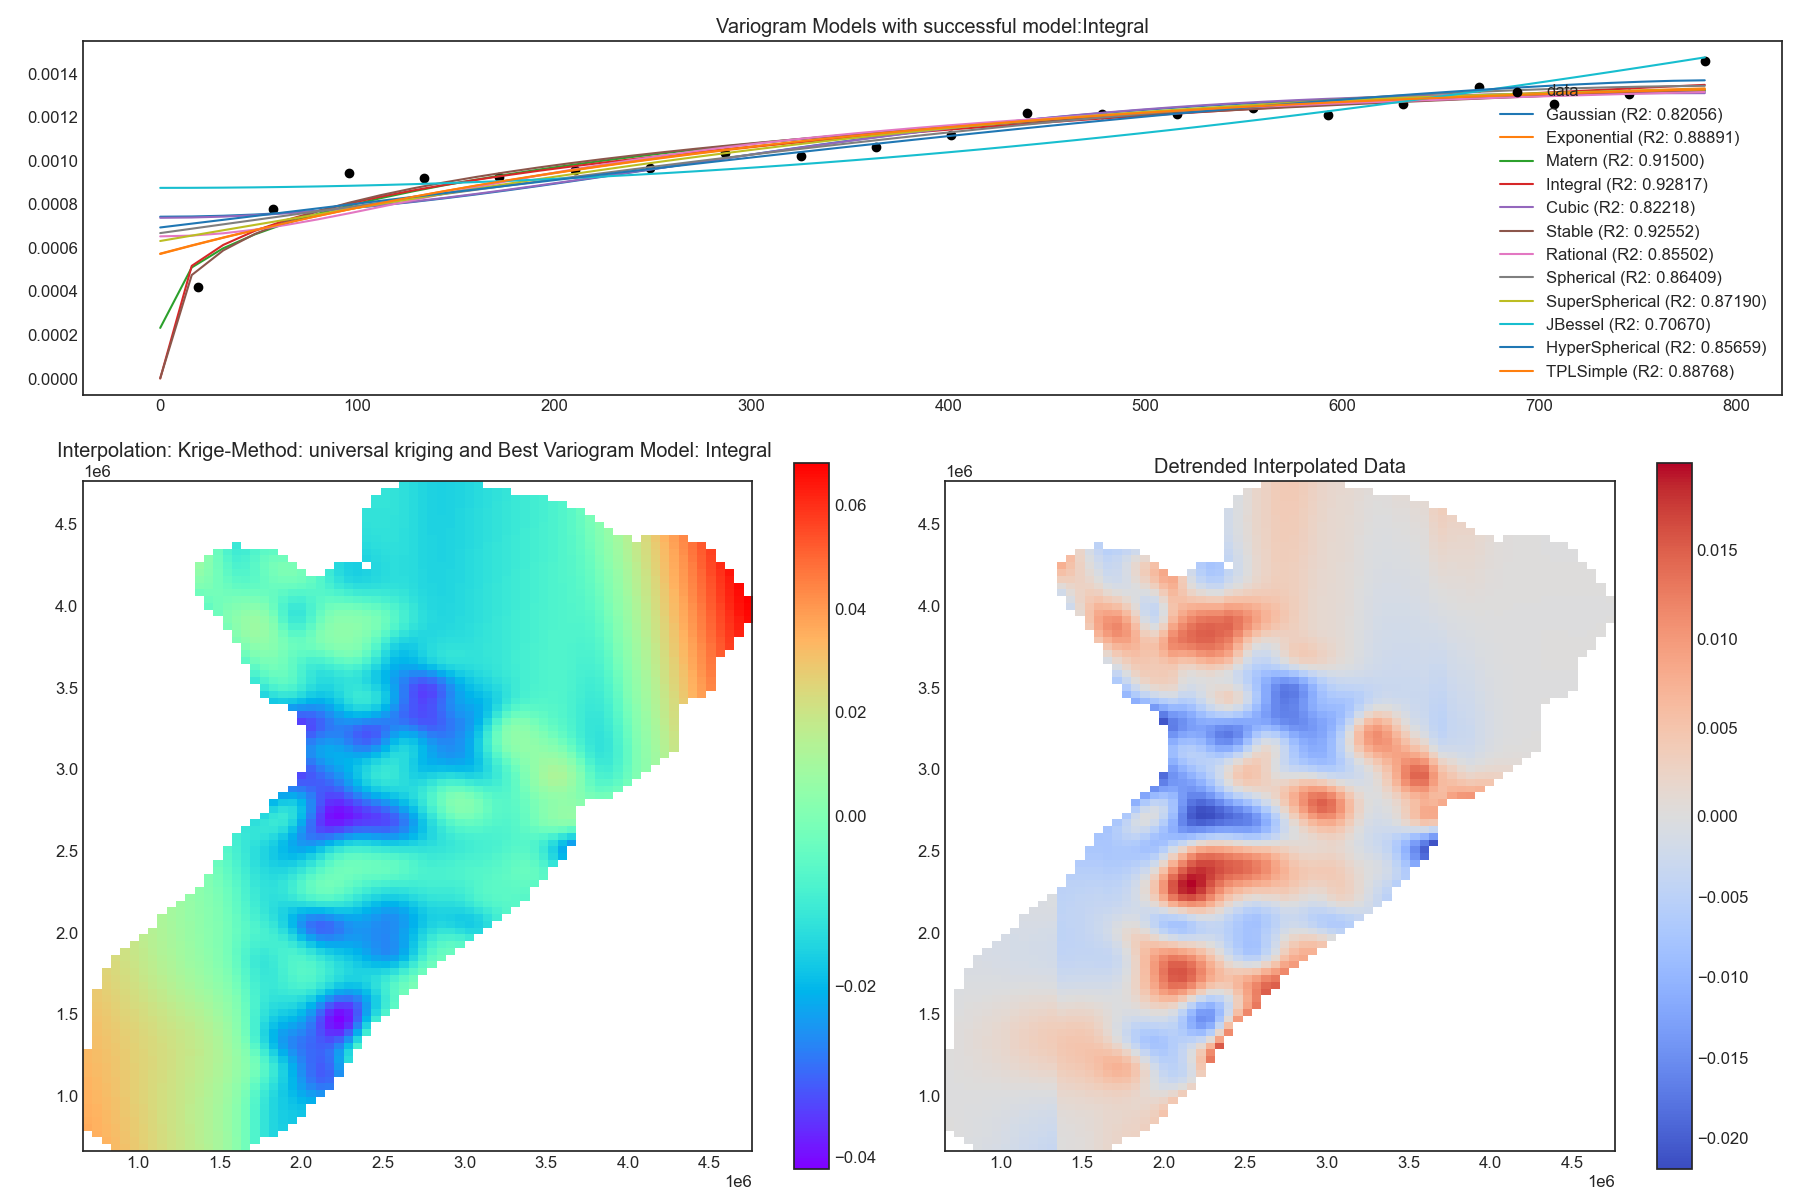 Variogram Models with successful model:Integral
0.0014
0.0012
0.0010
0.0008
0.0006
0.0004
0.0002
0.0000
data
Gaussian (R2: 0.82056)
Exponential (R2: 0.88891)
Matern (R2: 0.91500)
Integral (R2: 0.92817)
Cubic (R2: 0.82218)
Stable (R2: 0.92552)
Rational (R2: 0.85502)
Spherical (R2: 0.86409)
SuperSpherical (R2: 0.87190)
JBessel (R2: 0.70670)
HyperSpherical (R2: 0.85659)
TPLSimple (R2: 0.88768)
0 100 200 300 400 500 600 700 800
Interpolation: Krige-Method: universal kriging and Best Variogram Model: Integral
1e6
4.5
4.0
3.5
3.0
2.5
2.0
1.5
1.0
1.0 1.5 2.0 2.5 3.0 3.5 4.0 4.5
1e6
0.06
0.04
0.02
0.00
−0.02
−0.04
Detrended Interpolated Data
1e6
4.5
4.0
3.5
3.0
2.5
2.0
1.5
1.0
1.0 1.5 2.0 2.5 3.0 3.5 4.0 4.5
1e6
0.015
0.010
0.005
0.000
−0.005
−0.010
−0.015
−0.020